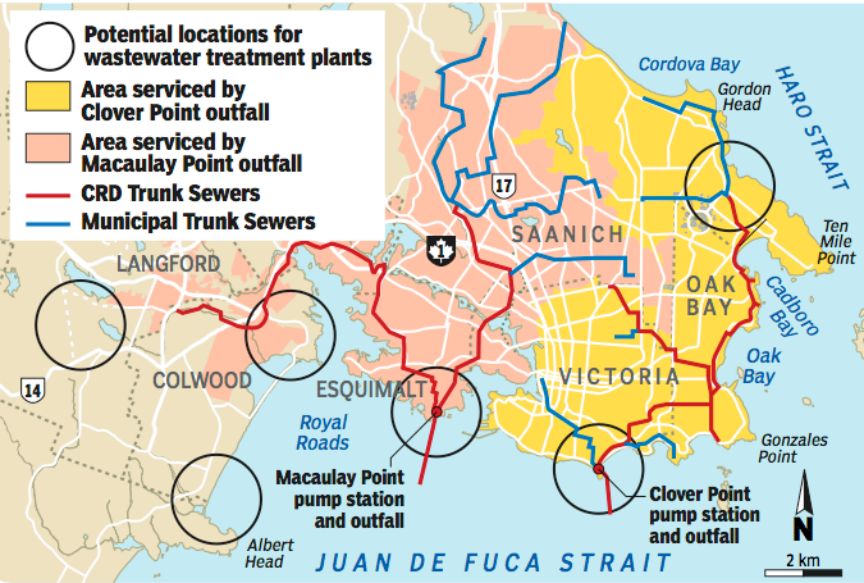 Potential locations for
wastewater treatment plants
Area serviced by
Clover Point outfall
Area serviced by
Macaulay Point outfall
CRD Trunk Sewers
Municipal Trunk Sewers
Cordova Bay
Gordon
Head
HARO STRAIT
17
SAANICH
1
Ten
Mile
Point
LANGFORD
OAK
BAY
Cadboro
Bay
Oak
Bay
14
COLWOOD
ESQUIMALT
VICTORIA
Royal
Roads
Gonzales
Point
Macaulay Point
pump station
and outfall
Clover Point
pump station
and outfall
N
Albert
Head
JUAN DE FUCA STRAIT
2 km